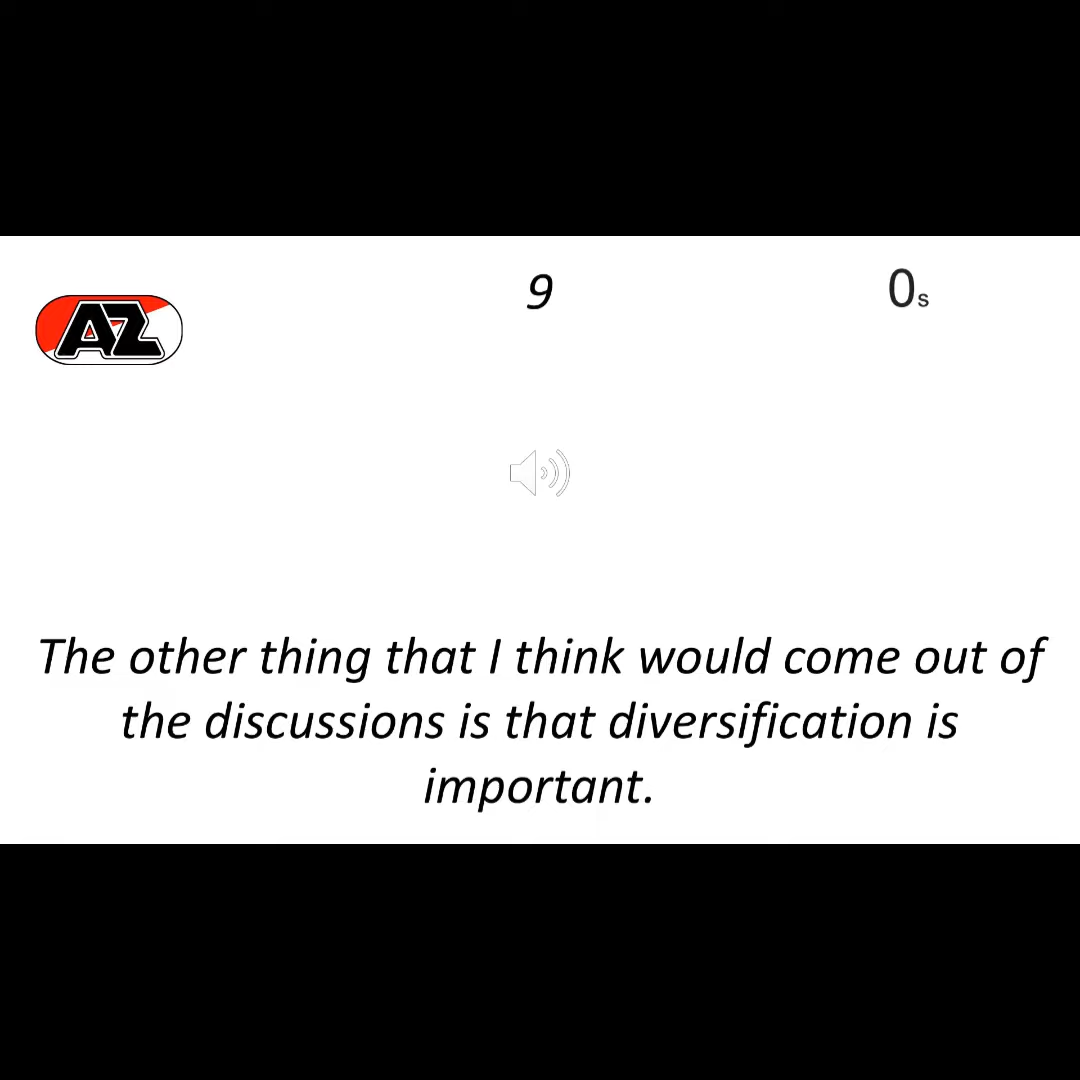 AZ
9
0s
The other thing that I think would come out of
the discussions is that diversification is
important.